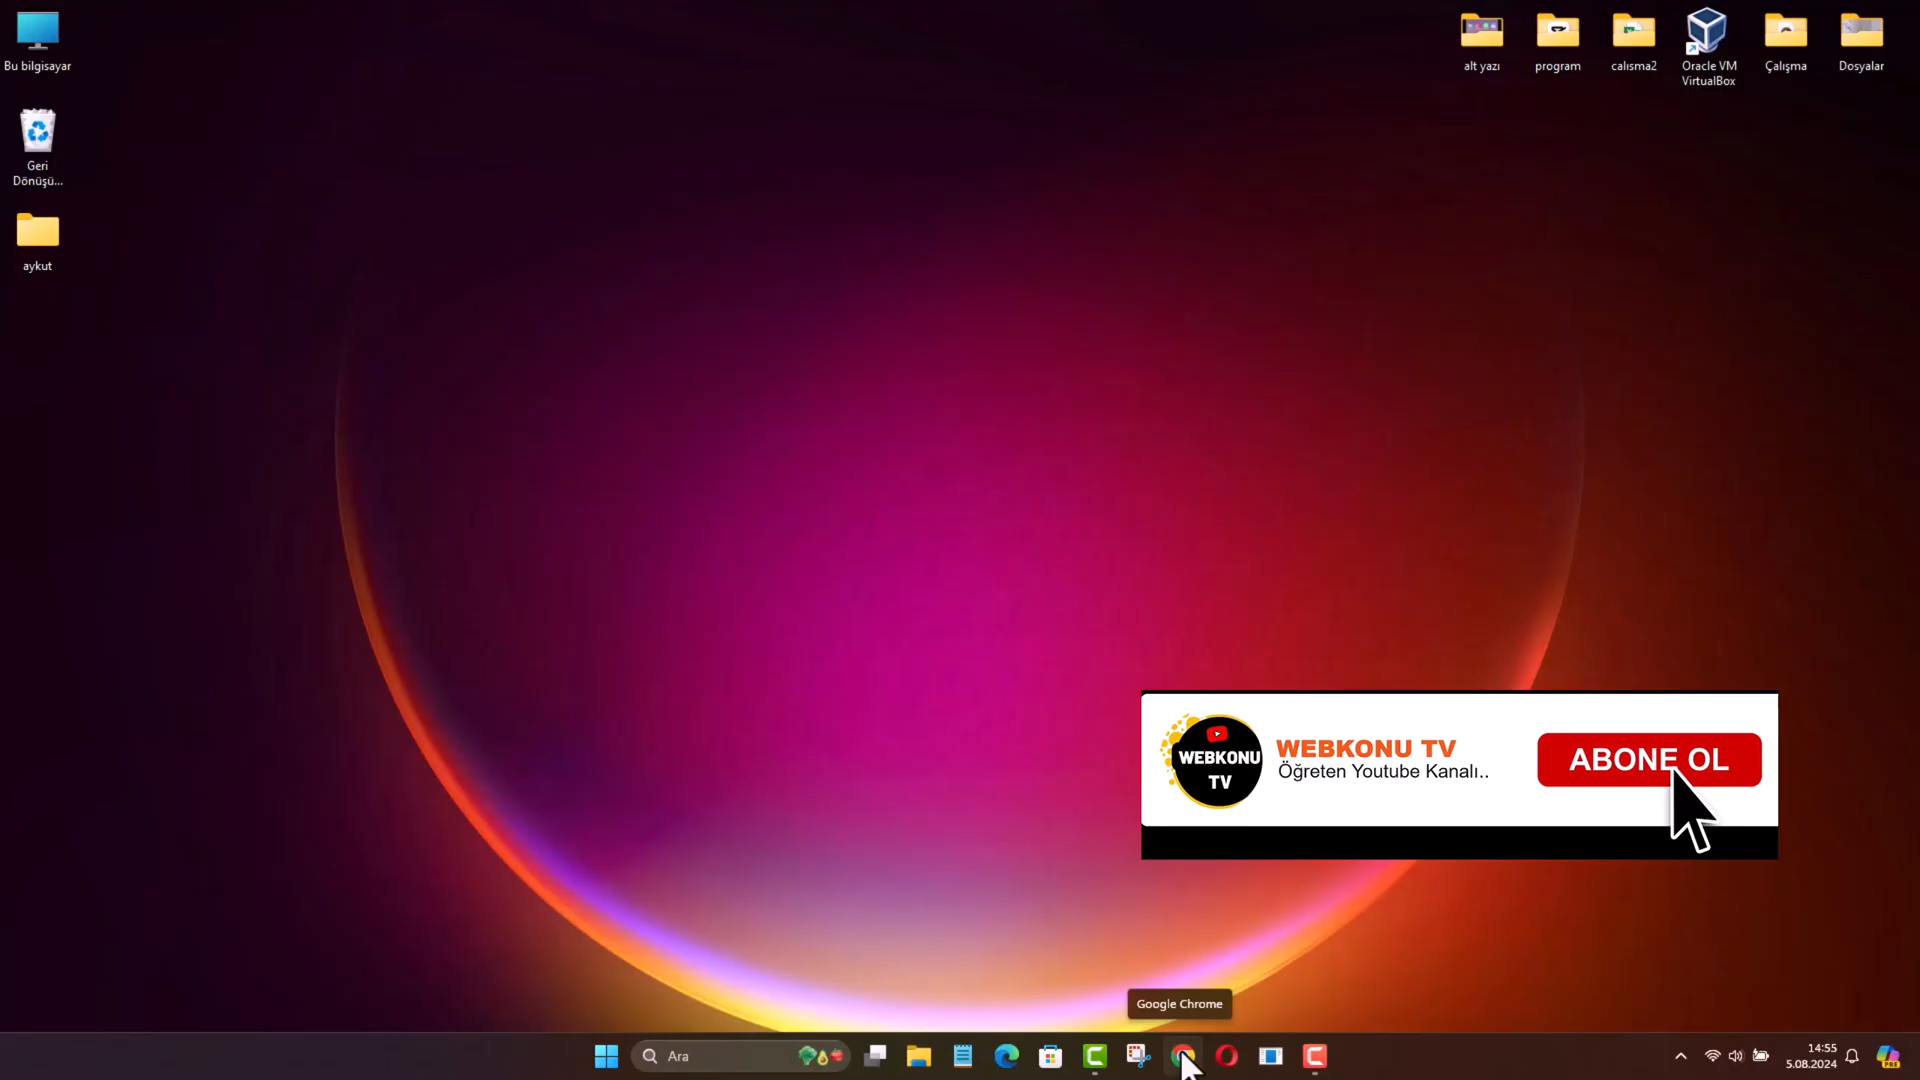 Bu bilgisayar
Geri
Dönüşü...
aykut
alt yazı
program
calısma2
Oracle VM
VirtualBox
Çalışma
Dosyalar
WEBKONU
TV
WEBKONU TV
Öğreten Youtube Kanalı..
ABONE OL
Google Chrome
Ara
14:55
5.08.2024
PRE